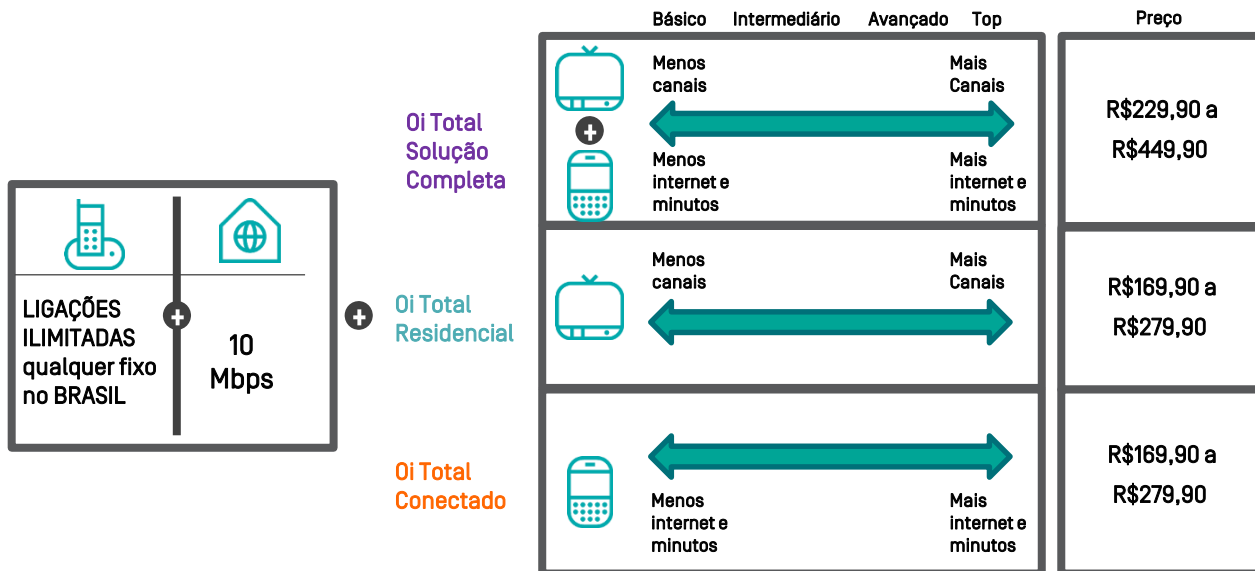 Básico Intermediário Avançado Top Preço
LIGAÇÕES
ILIMITADAS
qualquer fixo
no BRASIL
+
10
Mbps
+
Oi Total
Solução
Completa
Menos
canais
Mais
Canais
+
Menos
internet e
minutos
Mais
internet e
minutos
R$229,90 a
R$449,90
Oi Total
Residencial
Menos
canais
Mais
Canais
R$169,90 a
R$279,90
Oi Total
Conectado
Menos
internet e
minutos
Mais
internet e
minutos
R$169,90 a
R$279,90